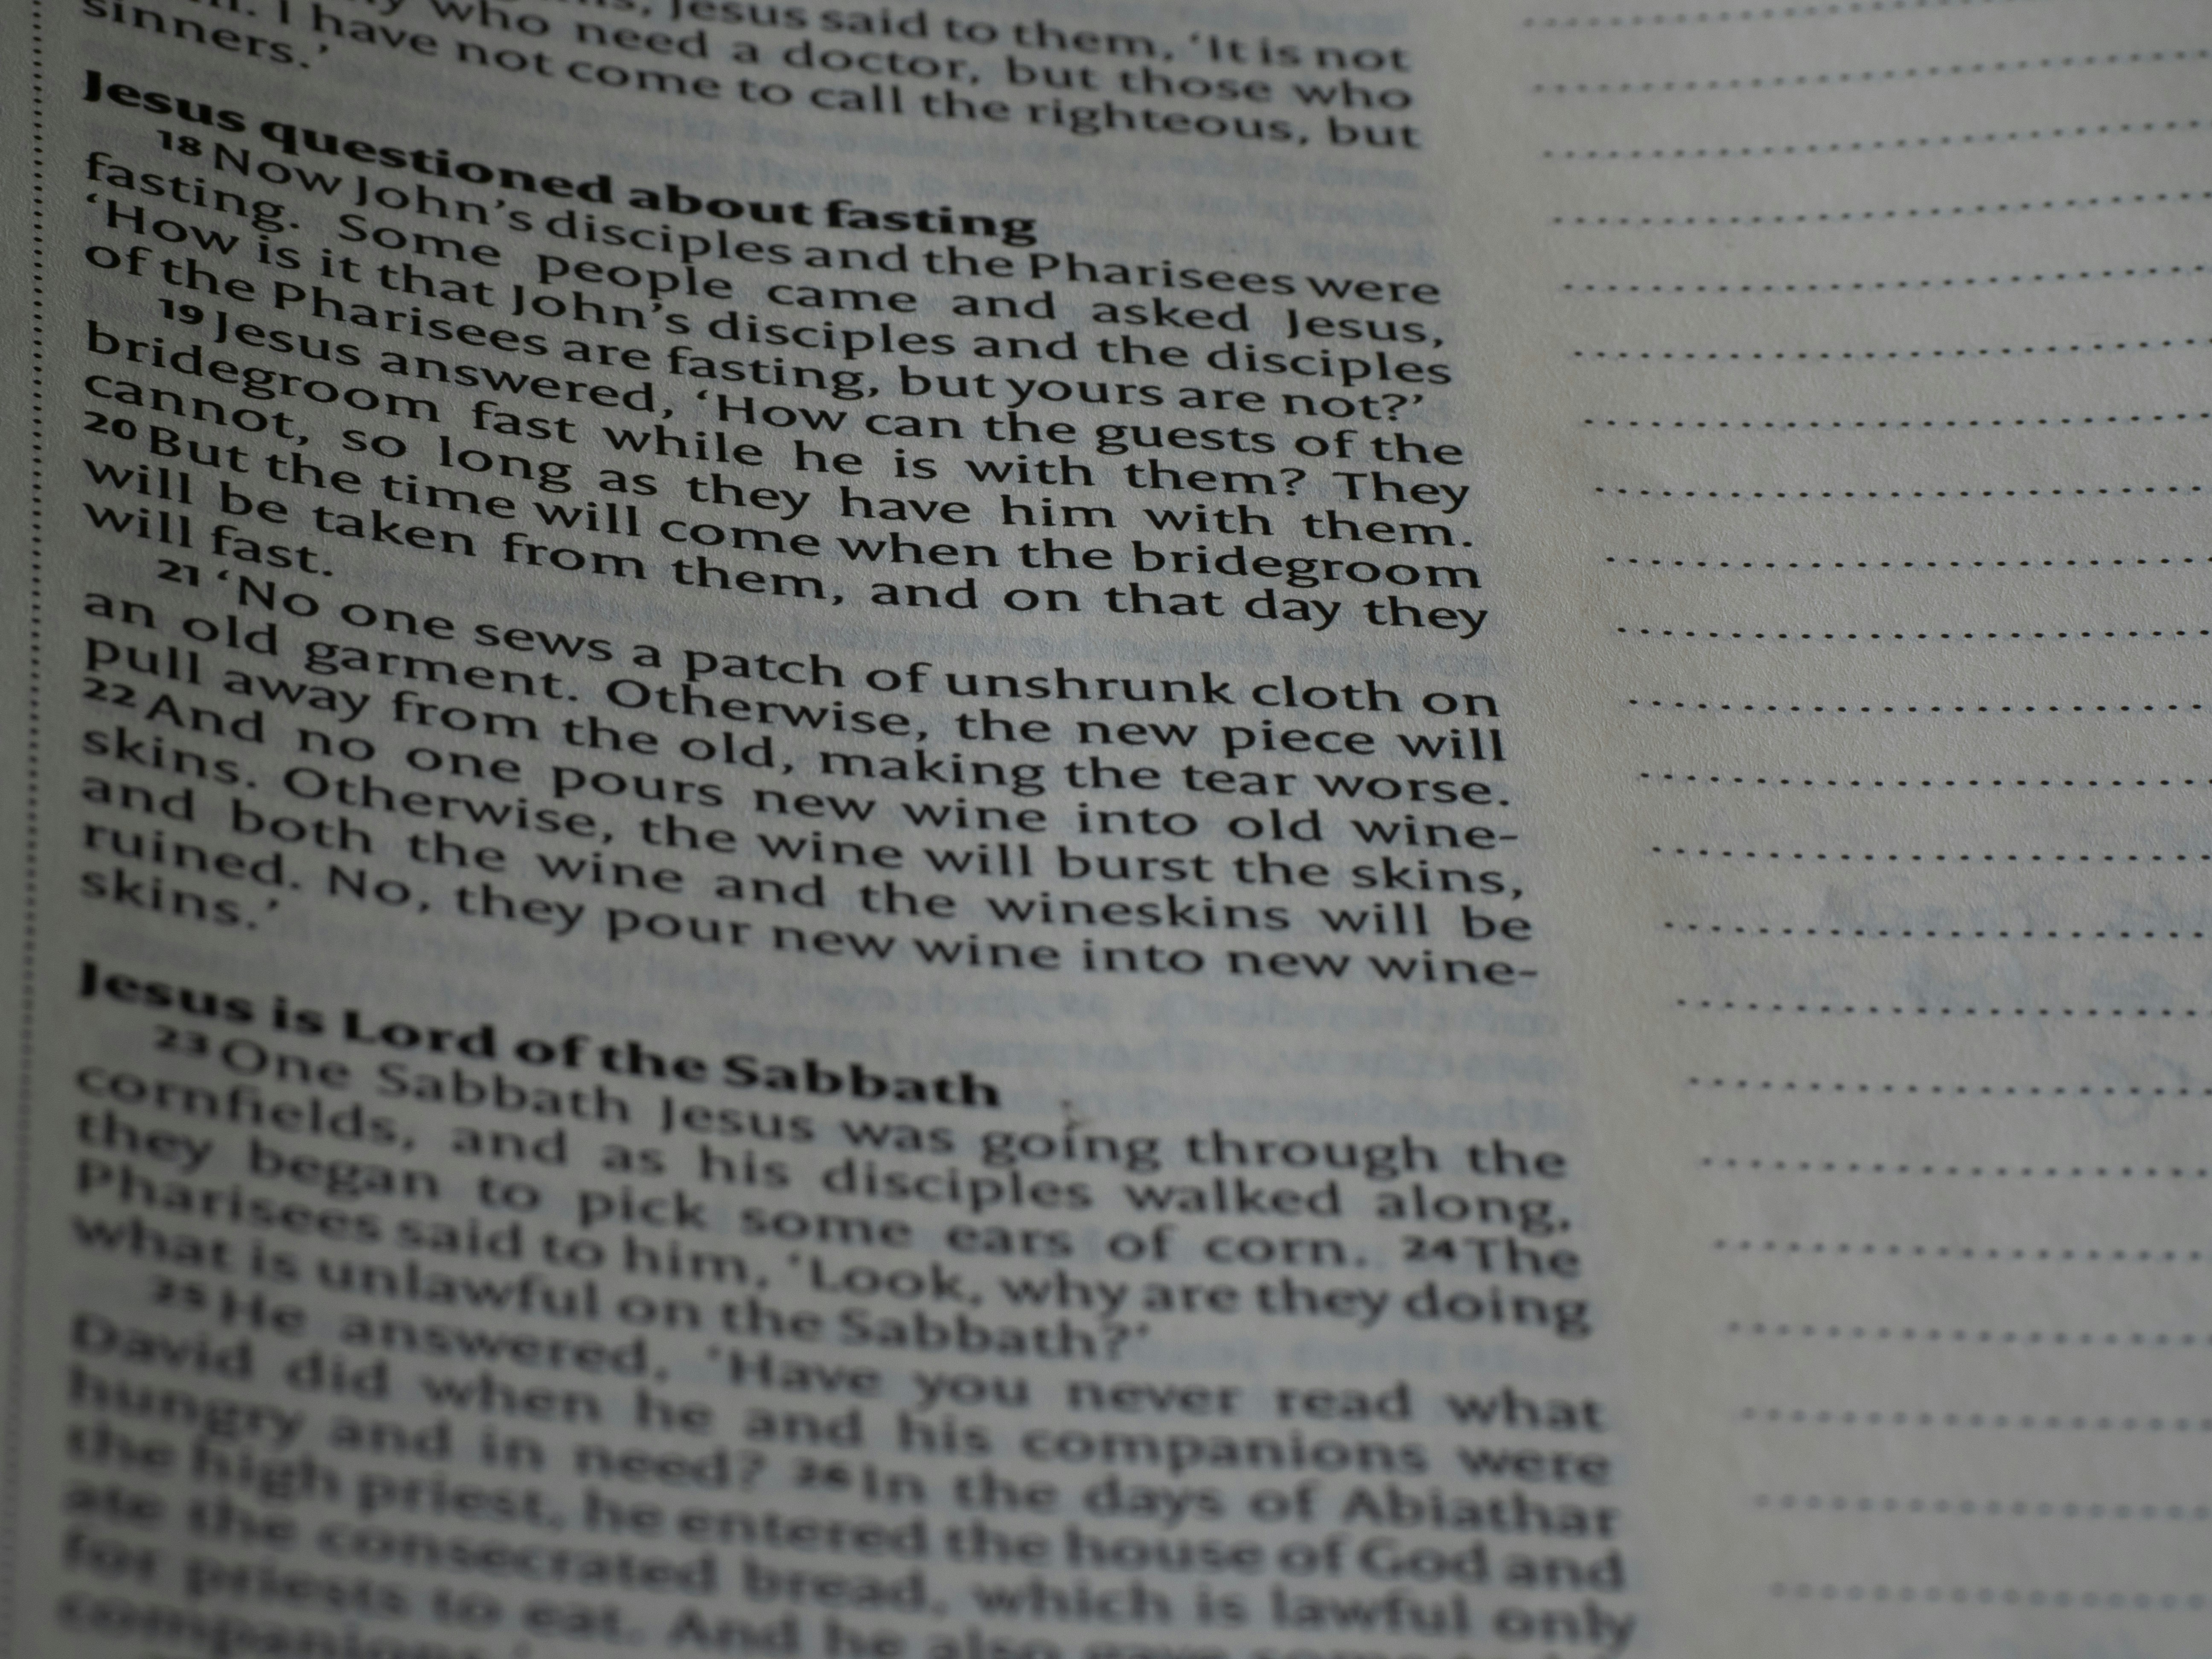 Jesus said to them, ‘It is not
who need a doctor, but those who
I have not come to call the righteous, but
sinners.’
Jesus questioned about fasting
18 Now John’s disciples and the Pharisees were
fasting. Some people came and asked Jesus,
‘How is it that John’s disciples and the disciples
of the Pharisees are fasting, but yours are not?’
19 Jesus answered, ‘How can the guests of the
bridegroom fast while he is with them? They
cannot, so long as they have him with them.
20 But the time will come when the bridegroom
will be taken from them, and on that day they
will fast.
21 ‘No one sews a patch of unshrunk cloth on
an old garment. Otherwise, the new piece will
pull away from the old, making the tear worse.
22 And no one pours new wine into old wine-
skins. Otherwise, the wine will burst the skins,
and both the wine and the wineskins will be
ruined. No, they pour new wine into new wine-
skins.’
Jesus is Lord of the Sabbath
23 One Sabbath Jesus was going through the
cornfields, and as his disciples walked along,
they began to pick some ears of corn. 24 The
Pharisees said to him, ‘Look, why are they doing
what is unlawful on the Sabbath?’
25 He answered, ‘Have you never read what
David did when he and his companions were
hungry and in need? 26 In the days of Abiathar
the high priest, he entered the house of God and
ate the consecrated bread, which is lawful only
for priests to eat. And he also gave some
companions.’